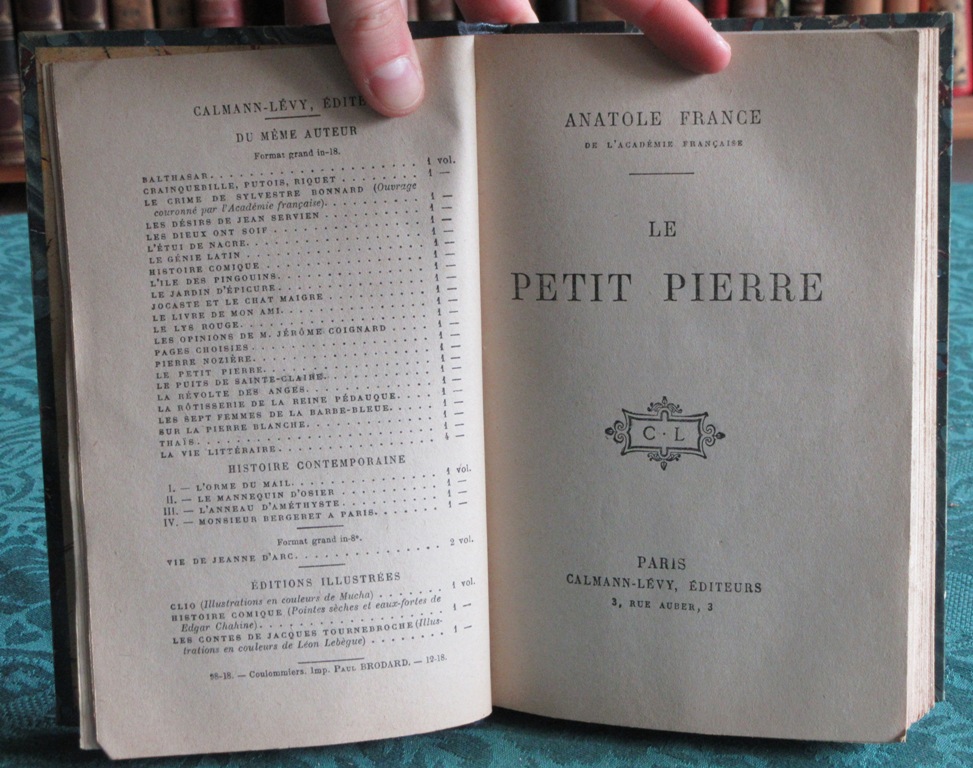 CALMANN-LÉVY, ÉDITE
DU MÊME AUTEUR
Format grand in-18.
BALTHASAR. . . . . . . . . . . . . . . . . . . . 1 vol.
CRAINQUEBILLE, PUTOIS, RIQUET . . . . . . . . 1 —
LE CRIME DE SYLVESTRE BONNARD (Ouvrage
couronné par l'Académie française). . . . . . . . 1 —
LES DÉSIRS DE JEAN SERVIEN . . . . . . . . . 1 —
LES DIEUX ONT SOIF . . . . . . . . . . . . . 1 —
L'ÉTUI DE NACRE. . . . . . . . . . . . . . . 1 —
LE GÉNIE LATIN . . . . . . . . . . . . . . . 1 —
HISTOIRE COMIQUE . . . . . . . . . . . . . . 1 —
L'ILE DES PINGOUINS. . . . . . . . . . . . . 1 —
LE JARDIN D'ÉPICURE. . . . . . . . . . . . . 1 —
JOCASTE ET LE CHAT MAIGRE . . . . . . . . . 1 —
LE LIVRE DE MON AMI. . . . . . . . . . . . . 1 —
LE LYS ROUGE. . . . . . . . . . . . . . . . 1 —
LES OPINIONS DE M. JÉRÔME COIGNARD . . . . 1 —
PAGES CHOISIES . . . . . . . . . . . . . . . 1 —
PIERRE NOZIÈRE. . . . . . . . . . . . . . . 1 —
LE PETIT PIERRE. . . . . . . . . . . . . . . 1 —
LE PUITS DE SAINTE-CLAIRE. . . . . . . . . . 1 —
LA RÉVOLTE DES ANGES. . . . . . . . . . . . 1 —
LA RÔTISSERIE DE LA REINE PÉDAUQUE. . . . . 1 —
LES SEPT FEMMES DE LA BARBE-BLEUE. . . . . 1 —
SUR LA PIERRE BLANCHE. . . . . . . . . . . . 1 —
THAÏS. . . . . . . . . . . . . . . . . . . . 1 —
LA VIE LITTÉRAIRE. . . . . . . . . . . . . . 4 —
HISTOIRE CONTEMPORAINE
I. — L'ORME DU MAIL. . . . . . . . . . . . . 1 vol.
II. — LE MANNEQUIN D'OSIER . . . . . . . . . 1 —
III. — L'ANNEAU D'AMÉTHYSTE. . . . . . . . . 1 —
IV. — MONSIEUR BERGERET A PARIS. . . . . . . 1 —
Format grand in-8°.
VIE DE JEANNE D'ARC. . . . . . . . . . . . . 2 vol.
ÉDITIONS ILLUSTRÉES
CLIO (Illustrations en couleurs de Mucha) . . . . . . 1 vol.
HISTOIRE COMIQUE (Pointes sèches et eaux-fortes de
Edgar Chahine). . . . . . . . . . . . . . . . 1 —
LES CONTES DE JACQUES TOURNEBROCHE (Illus-
trations en couleurs de Léon Lebègue) . . . . . . . 1 —
98-18. — Coulommiers. Imp. PAUL BRODARD. — 12-18.
ANATOLE FRANCE
DE L'ACADÉMIE FRANÇAISE
LE
PETIT PIERRE
C · L
PARIS
CALMANN-LÉVY, ÉDITEURS
3, RUE AUBER, 3